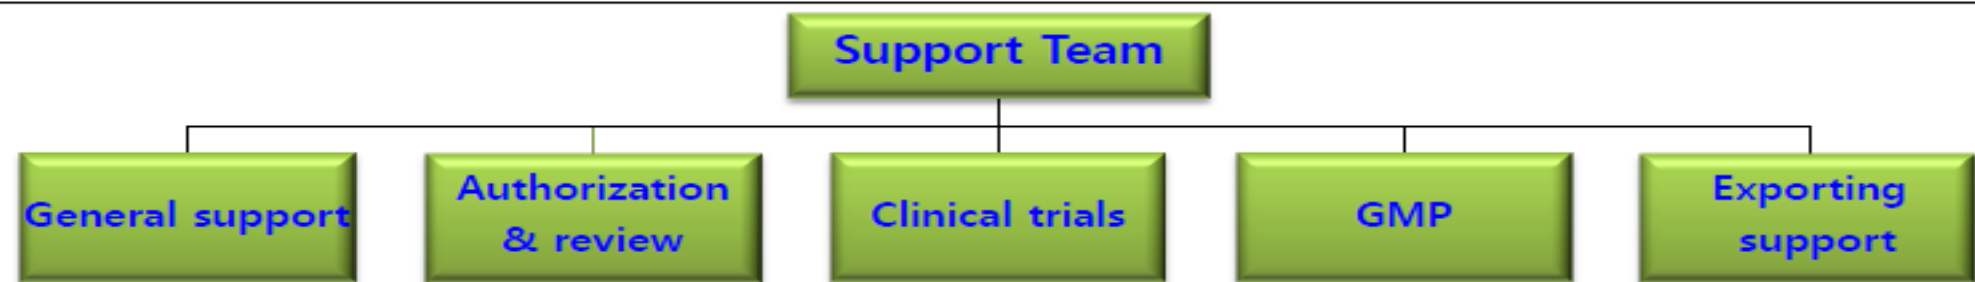 Support Team
General support
Authorization
& review
Clinical trials
GMP
Exporting
support